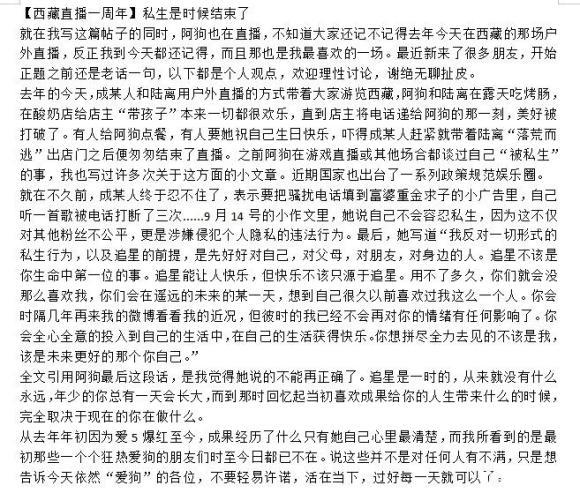 【西藏直播一周年】私生是时候结束了
就在我写这篇帖子的同时，阿狗也在直播，不知道大家还记不记得去年今天在西藏的那场户
外直播，反正我到今天都还记得，而且那也是我最喜欢的一场。最近新来了很多朋友，开始
正题之前还是老话一句，以下都是个人观点，欢迎理性讨论，谢绝无聊扯皮。
去年的今天，成某人和陆离用户外直播的方式带着大家游览西藏，阿狗和陆离在露天吃烤肠，
在酸奶店给店主“带孩子”本来一切都很欢乐，直到店主将电话递给阿狗的那一刻，美好被
打破了。有人给阿狗点餐，有人要她祝自己生日快乐，吓得成某人赶紧就带着陆离“落荒而
逃”出店门之后便匆匆结束了直播。之前阿狗在游戏直播或其他场合都谈过自己“被私生”
的事，我也写过许多次关于这方面的小文章。近期国家也出台了一系列政策规范娱乐圈。
就在不久前，成某人终于忍不住了，表示要把骚扰电话填到富婆重金求子的小广告里，自己
听一首歌被电话打断了三次……9 月 14 号的小作文里，她说自己不会容忍私生，因为这不仅
对其他粉丝不公平，更是涉嫌侵犯个人隐私的违法行为。最后，她写道“我反对一切形式的
私生行为，以及追星的前提，是先好好对自己，对父母，对朋友，对身边的人。追星不该是
你生命中第一位的事。追星能让人快乐，但快乐不该只源于追星。用不了多久，你们就会没
那么喜欢我，你们会在遥远的未来的某一天，想到自己很久以前喜欢过我这么一个人。你会
时隔几年再来我的微博看看我的近况，但彼时的我已经不会再对你的情绪有任何影响了。你
会全心全意的投入到自己的生活中，在自己的生活获得快乐。你想拼尽全力去见的不该是我，
该是未来更好的那个你自己。”
全文引用阿狗最后这段话，是我觉得她说的不能再正确了。追星是一时的，从来就没有什么
永远，年少的你总有一天会长大，而到那时回忆起当初喜欢成果给你的人生带来什么的时候，
完全取决于现在的你在做什么。
从去年年初因为爱 5 爆红至今，成果经历了什么只有她自己心里最清楚，而我所看到的是最
初那些一个个狂热爱狗的朋友们时至今日都已不在。说这些并不是对任何人有不满，只是想
告诉今天依然“爱狗”的各位，不要轻易许诺，活在当下，过好每一天就可以了